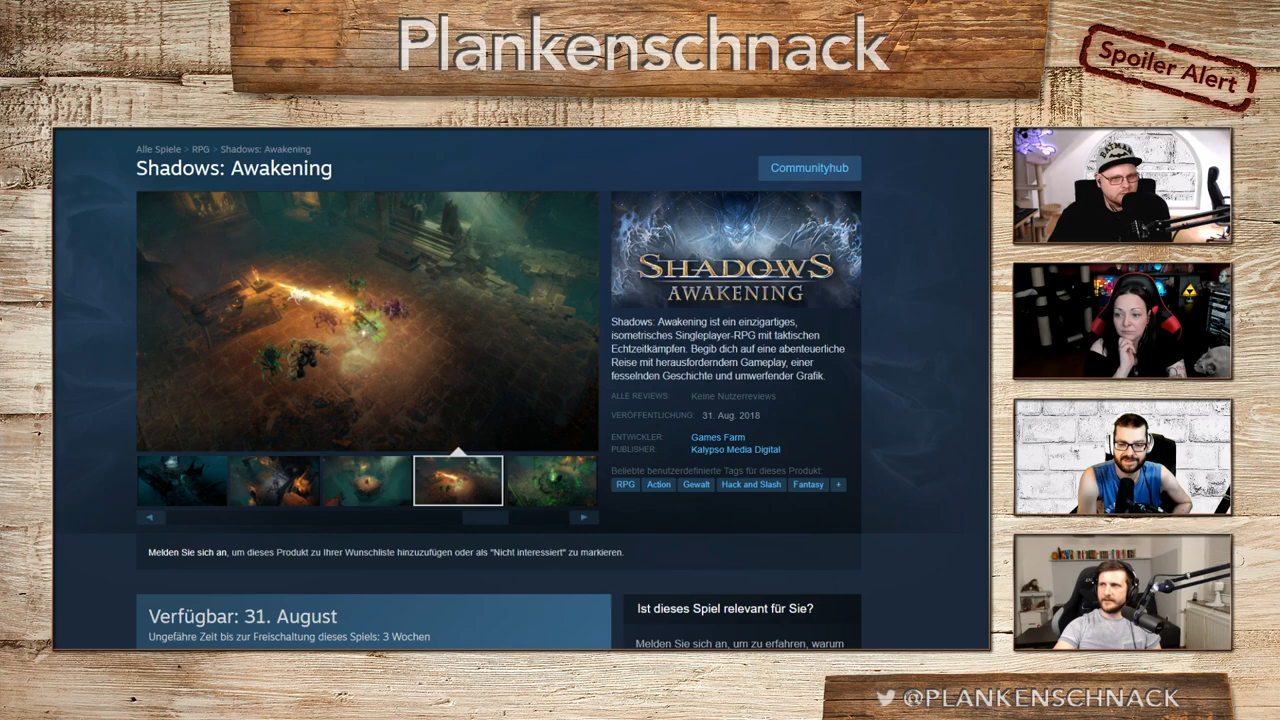 Plankenschnack
Spoiler Alert
Alle Spiele > RPG > Shadows: Awakening
Shadows: Awakening
Communityhub
SHADOWS
AWAKENING
Shadows: Awakening ist ein einzigartiges,
isometrisches Singleplayer-RPG mit taktischen
Echtzeitkämpfen. Begib dich auf eine abenteuerliche
Reise mit herausforderndem Gameplay, einer
fesselnden Geschichte und umwerfender Grafik.
ALLE REVIEWS: Keine Nutzerreviews
VERÖFFENTLICHUNG: 31. Aug. 2018
ENTWICKLER: Games Farm
PUBLISHER: Kalypso Media Digital
Beliebte benutzerdefinierte Tags für dieses Produkt:
RPG Action Gewalt Hack and Slash Fantasy +
Melden Sie sich an, um dieses Produkt zu Ihrer Wunschliste hinzuzufügen oder als "Nicht interessiert" zu markieren.
Verfügbar: 31. August
Ungefähre Zeit bis zur Freischaltung dieses Spiels: 3 Wochen
Ist dieses Spiel relevant für Sie?
Melden Sie sich an, um zu erfahren, warum
BATMAN
@PLANKENSCHNACK